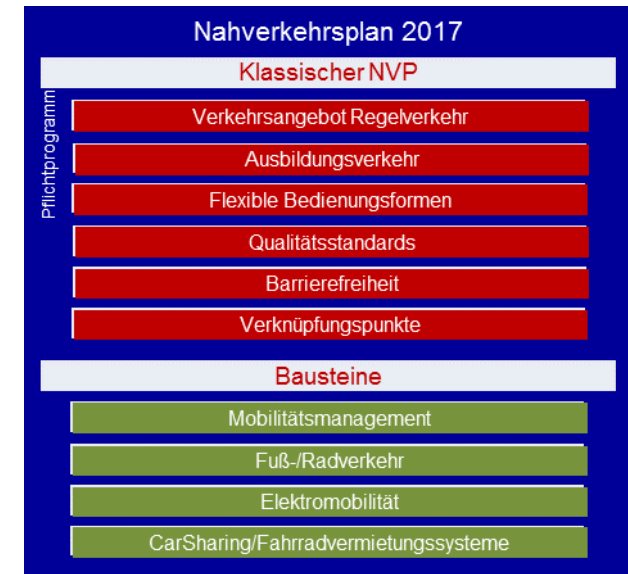 Nahverkehrsplan 2017
Klassischer NVP
Pflichtprogramm
Verkehrsangebot Regelverkehr
Ausbildungsverkehr
Flexible Bedienungsformen
Qualitätsstandards
Barrierefreiheit
Verknüpfungspunkte
Bausteine
Mobilitätsmanagement
Fuß-/Radverkehr
Elektromobilität
CarSharing/Fahrradvermietungssysteme